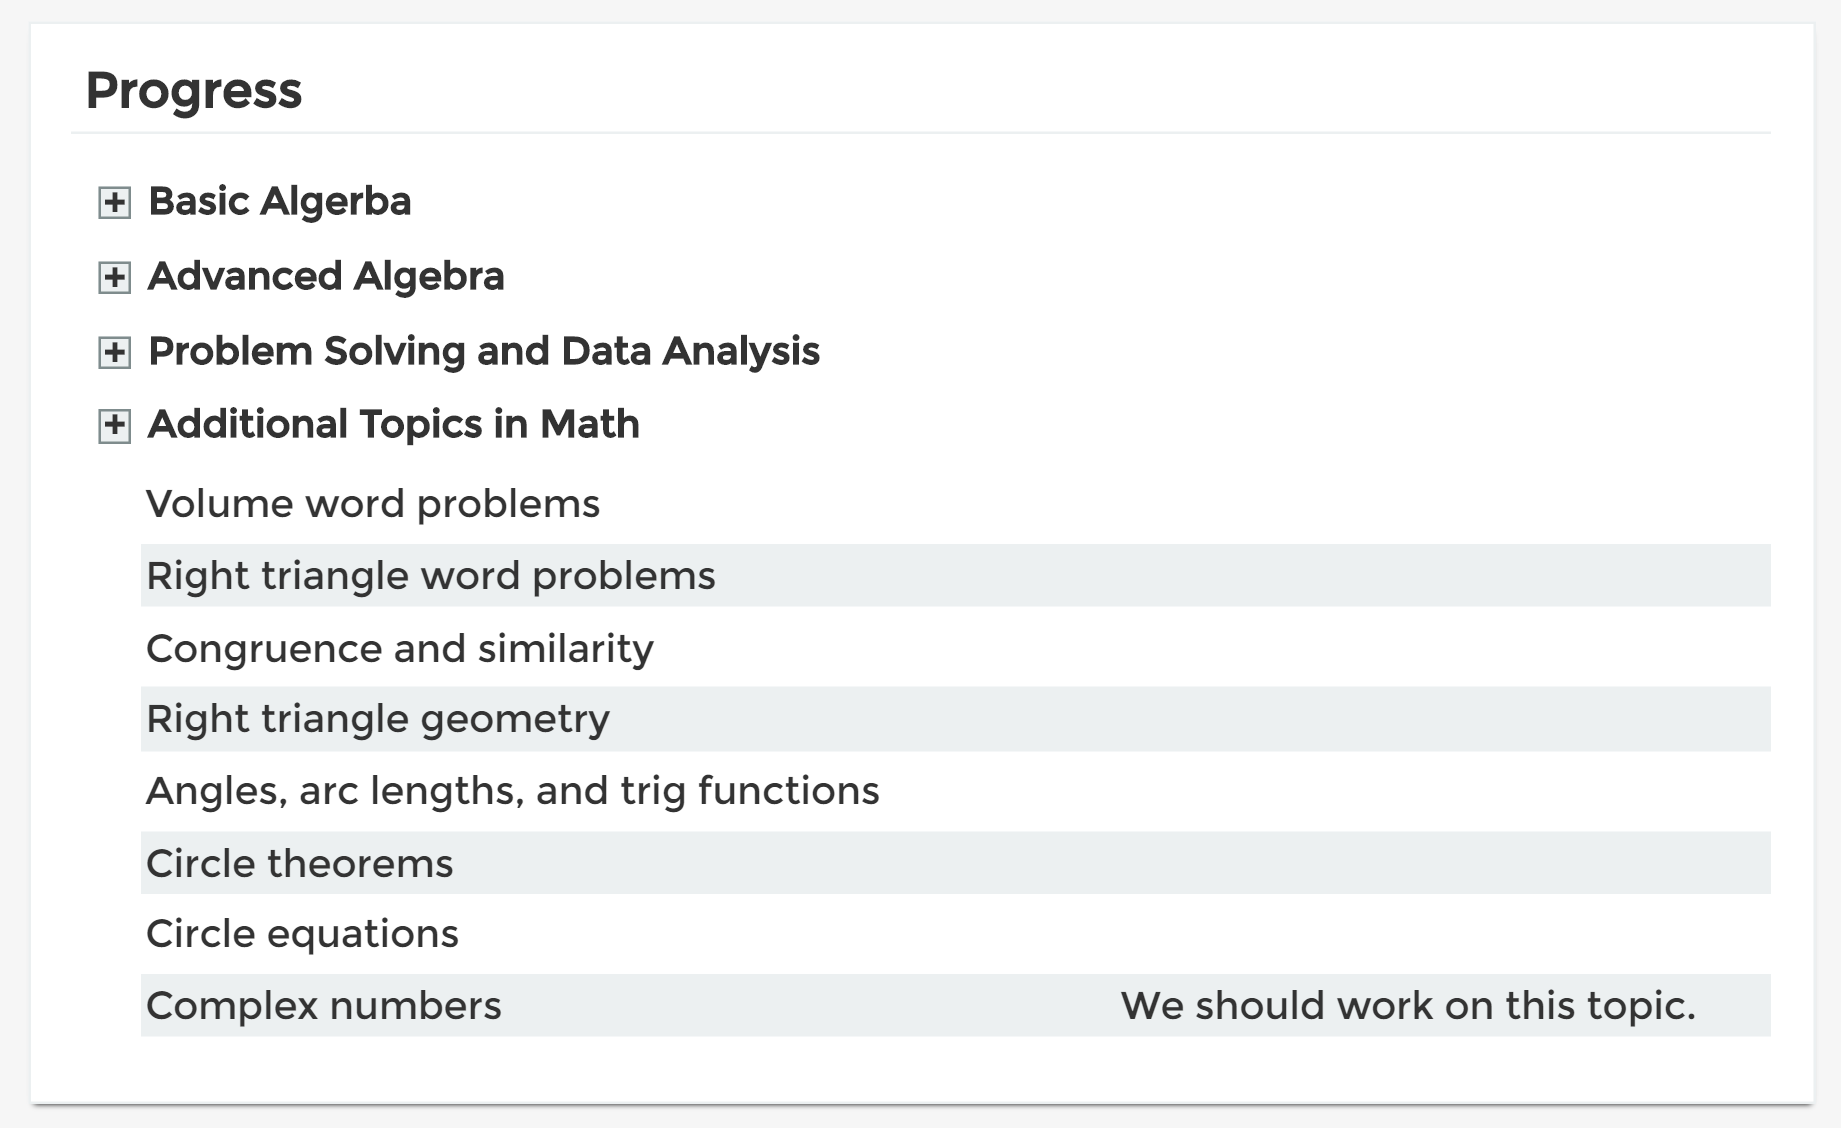 Progress
Basic Algerba
Advanced Algebra
Problem Solving and Data Analysis
Additional Topics in Math
Volume word problems
Right triangle word problems
Congruence and similarity
Right triangle geometry
Angles, arc lengths, and trig functions
Circle theorems
Circle equations
Complex numbers We should work on this topic.